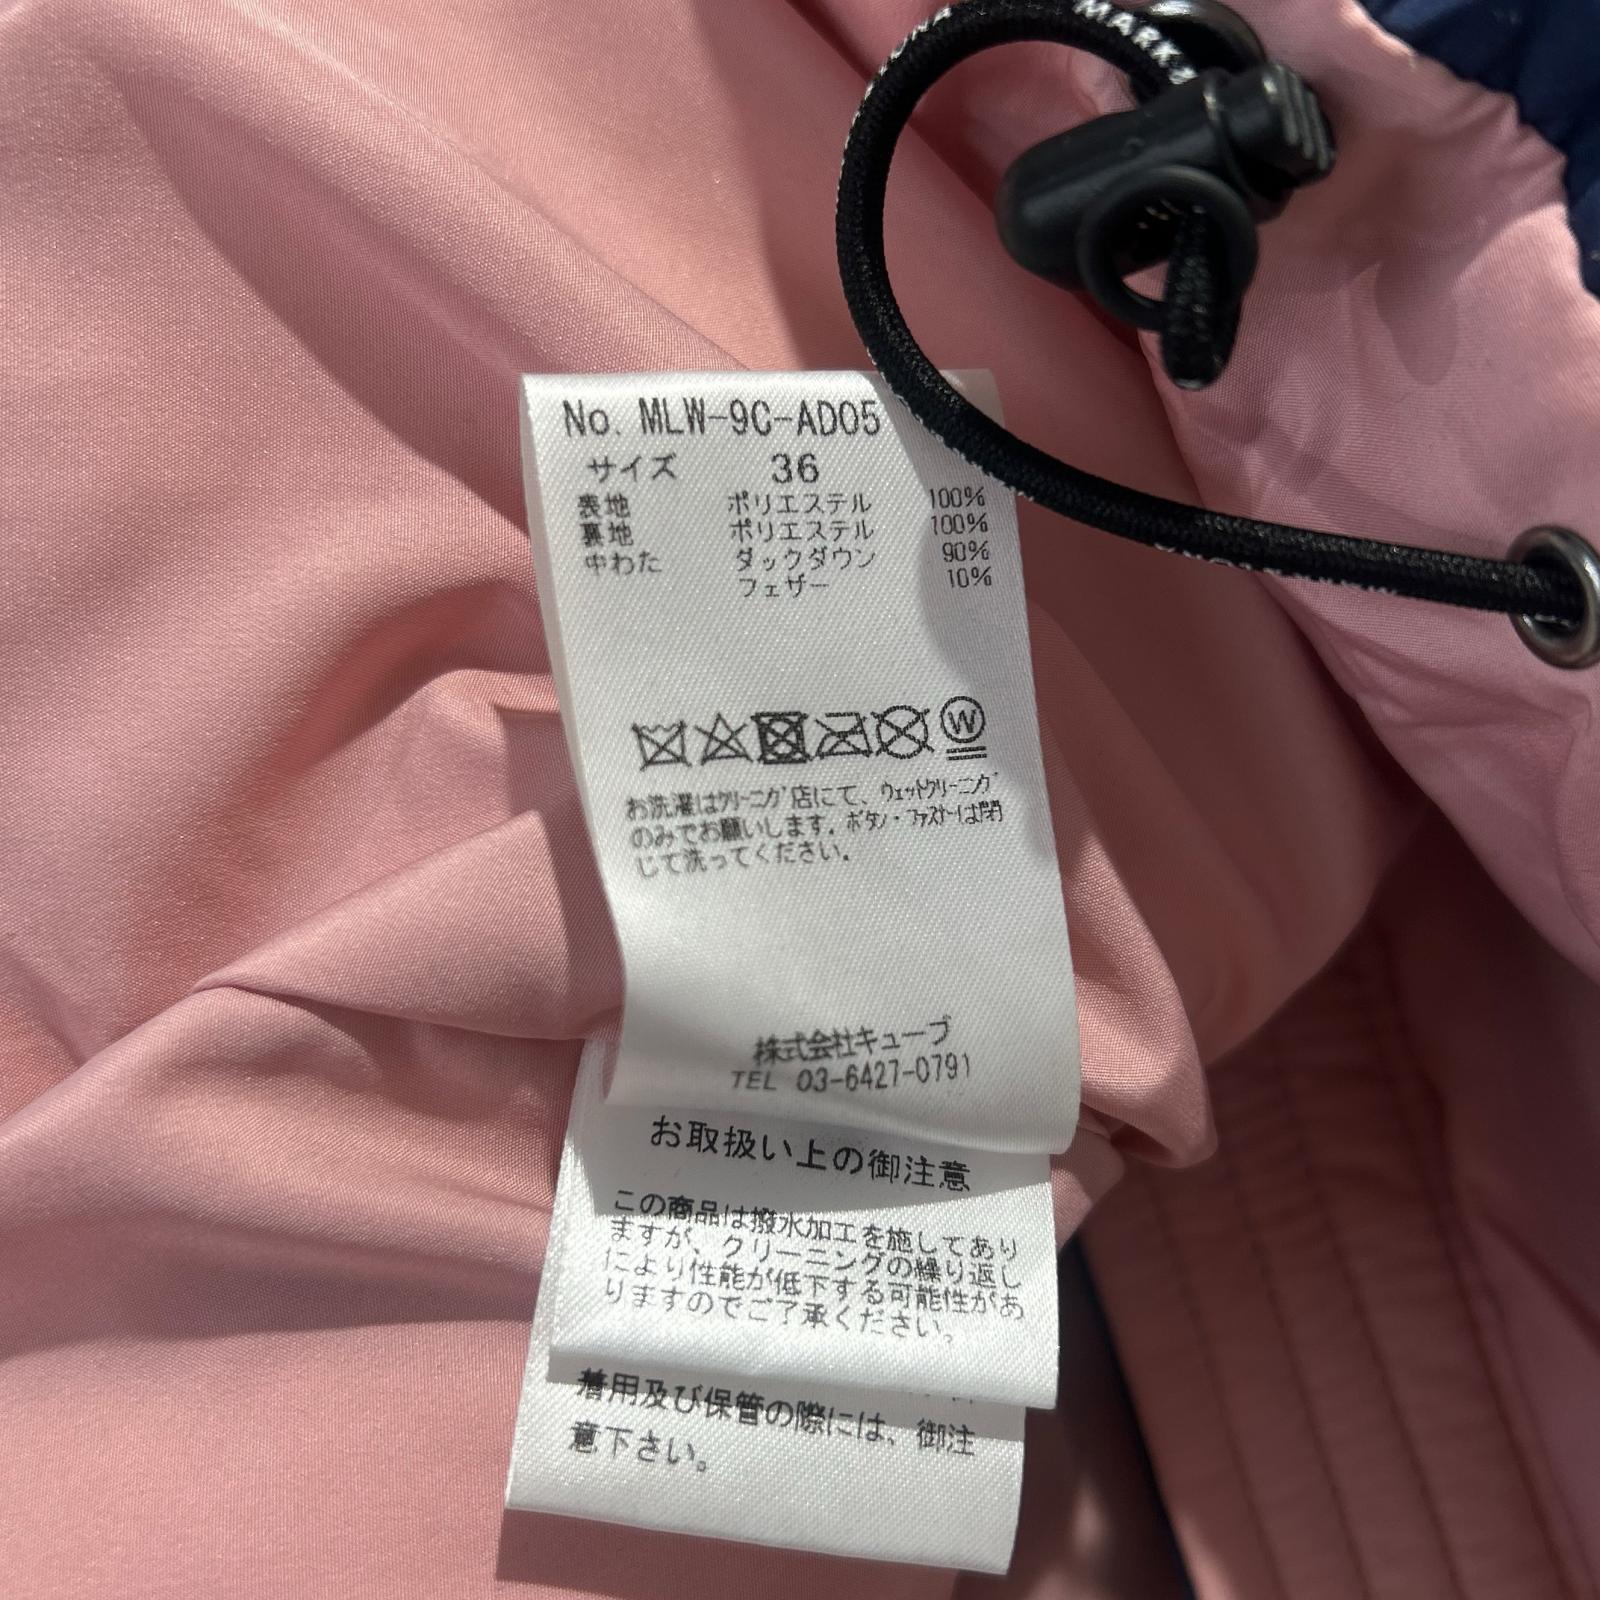 MARK &
No. MLW-9C-AD05
サイズ 36
表地 ポリエステル 100%
裏地 ポリエステル 100%
中わた ダックダウン 90%
フェザー 10%
W
お洗濯はクリーニング店にて、ウェットクリーニング
のみでお願いします。ボタン・ファスナーは閉
じて洗ってください。
株式会社キューブ
TEL 03-6427-0791
お取扱い上の御注意
この商品は撥水加工を施してあり
ますが、クリーニングの繰り返し
により性能が低下する可能性があ
りますのでご了承ください。
着用及び保管の際には、御注
意下さい。